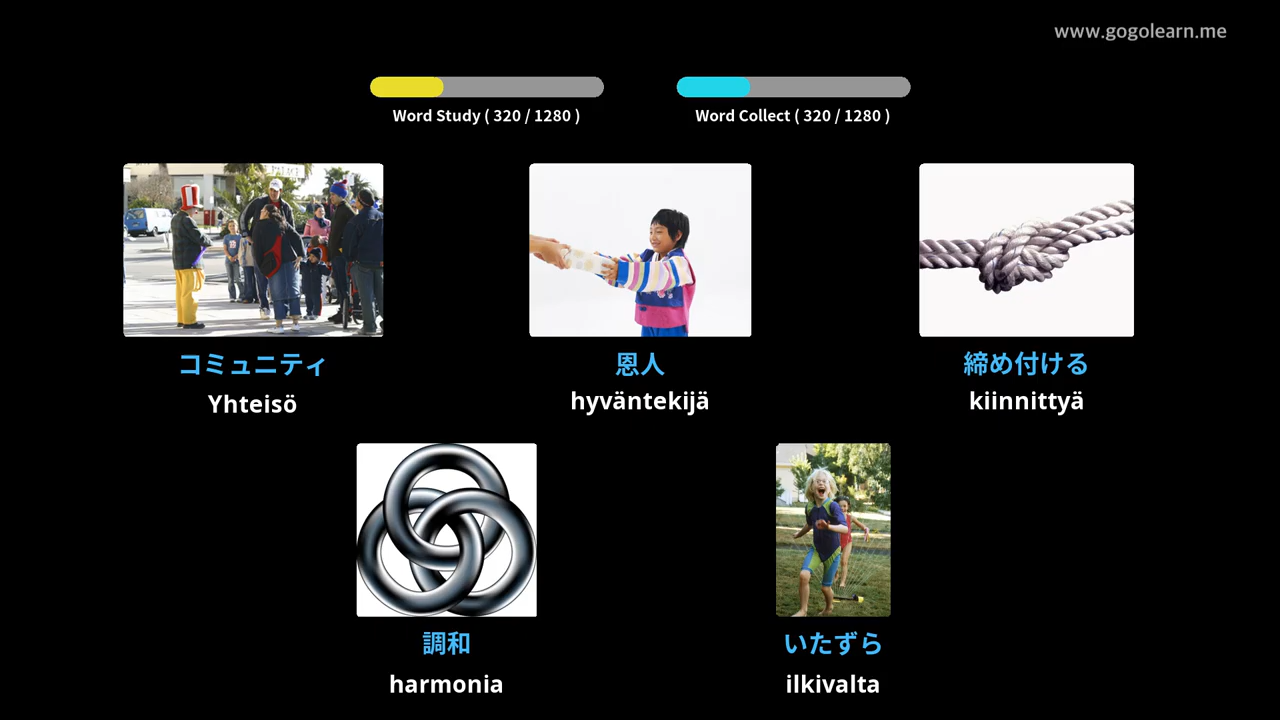 www.gogolearn.me
Word Study ( 320 / 1280 )
Word Collect ( 320 / 1280 )
コミュニティ
Yhteisö
恩人
hyväntekijä
締め付ける
kiinnittyä
調和
harmonia
いたずら
ilkivalta